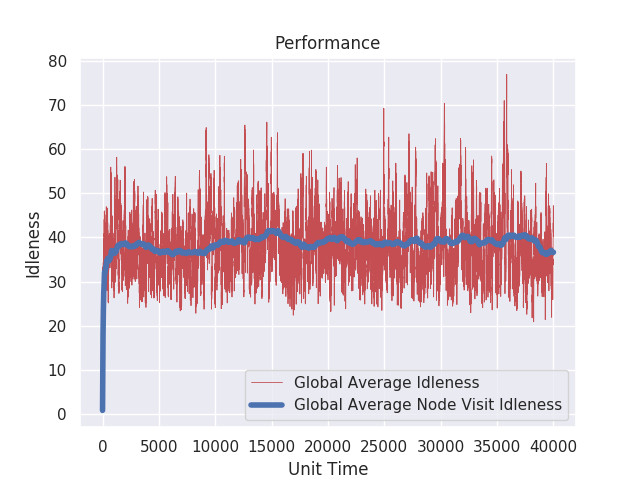 Performance
80
70
60
50
40
30
20
10
0
Idleness
Global Average Idleness
Global Average Node Visit Idleness
0 5000 10000 15000 20000 25000 30000 35000 40000
Unit Time